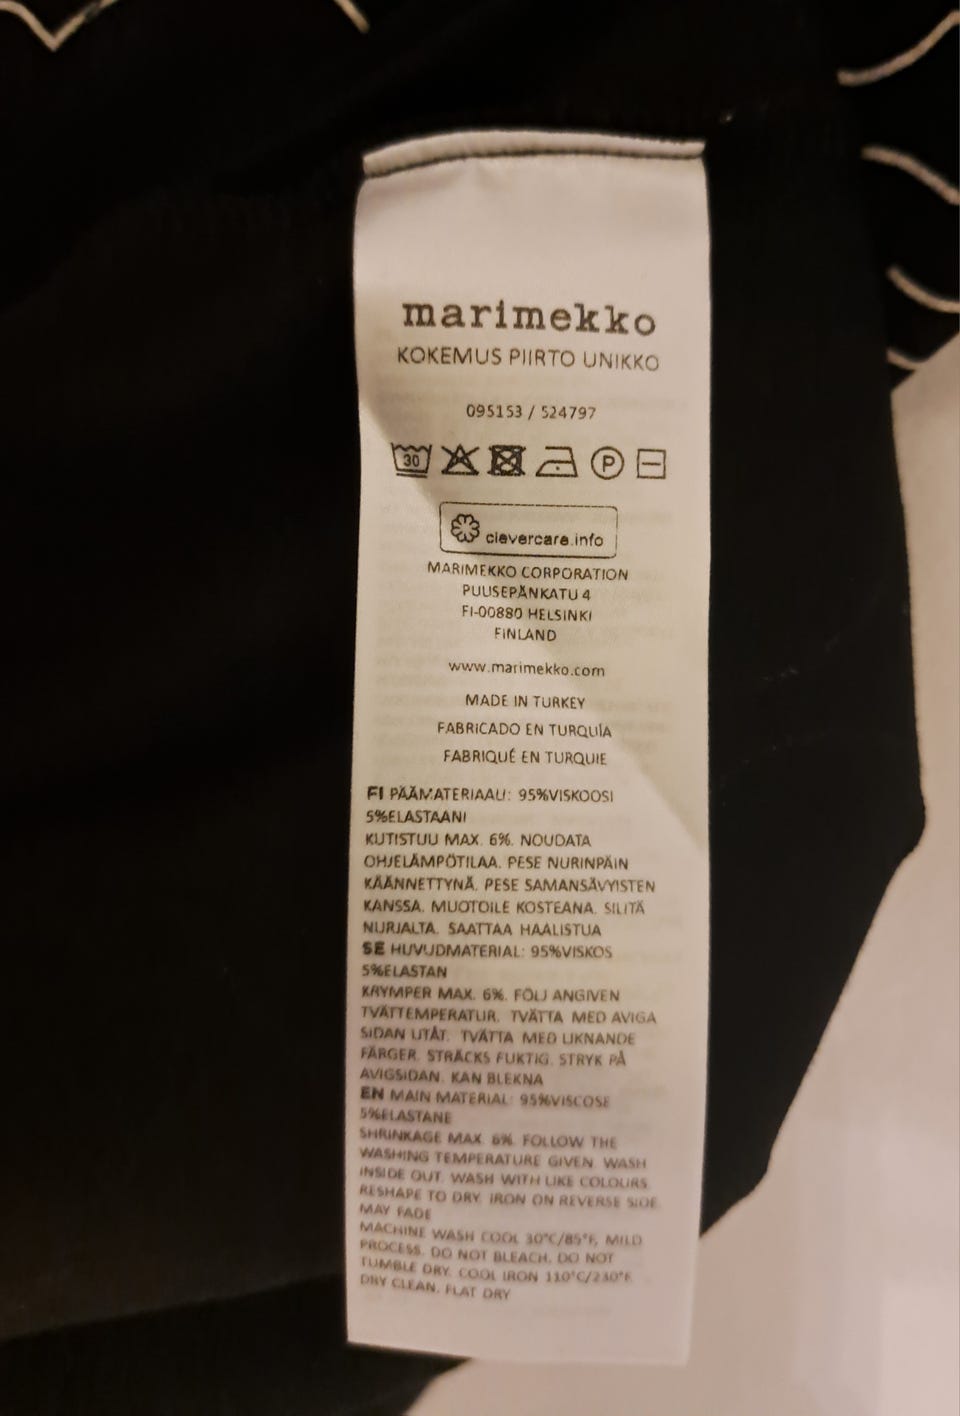 marimekko
KOKEMUS PIIRTO UNIKKO
095153 / 524797
30 P
clevercare.info
MARIMEKKO CORPORATION
PUUSEPÄNKATU 4
FI-00880 HELSINKI
FINLAND
www.marimekko.com
MADE IN TURKEY
FABRICADO EN TURQUÍA
FABRIQUÉ EN TURQUIE
FI PÄÄMATERIAALI: 95%VISKOOSI
5%ELASTAANI
KUTISTUU MAX. 6%. NOUDATA
OHJELÄMPÖTILAA. PESE NURINPÄIN
KÄÄNNETTYNÄ. PESE SAMANSÄVYISTEN
KANSSA. MUOTOILE KOSTEANA. SILITÄ
NURJALTA. SAATTAA HAALISTUA
SE HUVUDMATERIAL: 95%VISKOS
5%ELASTAN
KRYMPER MAX. 6%. FÖLJ ANGIVEN
TVÄTTEMPERATUR. TVÄTTA MED AVIGA
SIDAN UTÅT. TVÄTTA MED LIKNANDE
FÄRGER. STRÄCKS FUKTIG. STRYK PÅ
AVIGSIDAN. KAN BLEKNA
EN MAIN MATERIAL: 95%VISCOSE
5%ELASTANE
SHRINKAGE MAX. 6%. FOLLOW THE
WASHING TEMPERATURE GIVEN. WASH
INSIDE OUT. WASH WITH LIKE COLOURS.
RESHAPE TO DRY. IRON ON REVERSE SIDE.
MAY FADE
MACHINE WASH COOL 30°C/85°F, MILD
PROCESS. DO NOT BLEACH. DO NOT
TUMBLE DRY. COOL IRON 110°C/230°F.
DRY CLEAN. FLAT DRY